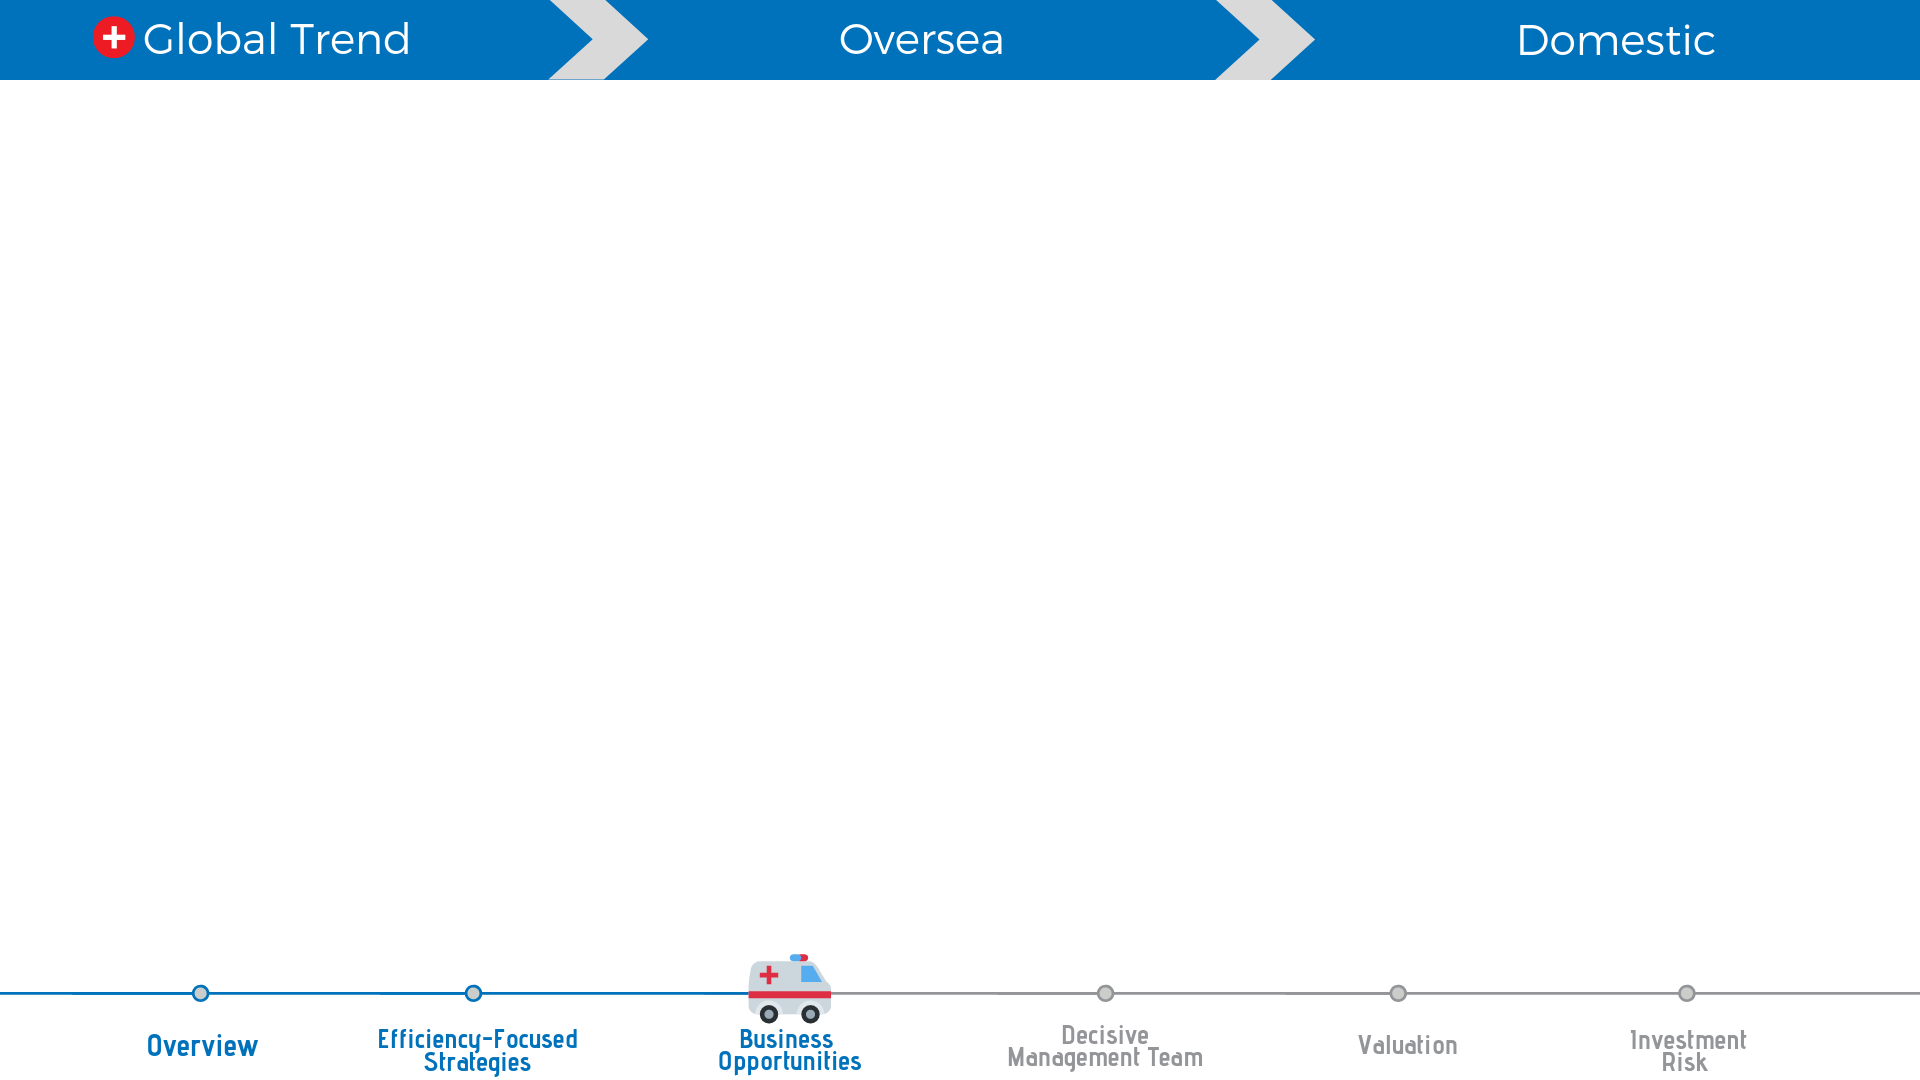 Global Trend
Oversea
Domestic
Overview
Efficiency-Focused
Strategies
Business
Opportunities
Decisive
Management Team
Valuation
Investment
Risk